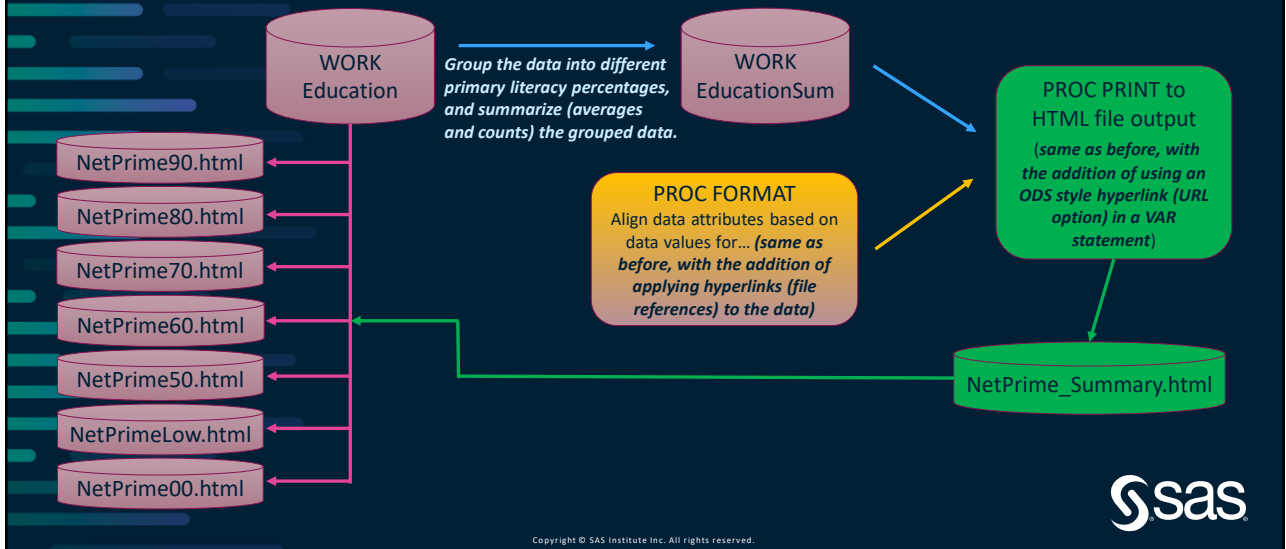 WORK
Education
Group the data into different
primary literacy percentages,
and summarize (averages
and counts) the grouped data.
WORK
EducationSum
PROC PRINT to
HTML file output
(same as before, with
the addition of using an
ODS style hyperlink (URL
option) in a VAR
statement)
NetPrime90.html
NetPrime80.html
NetPrime70.html
NetPrime60.html
NetPrime50.html
NetPrimeLow.html
NetPrime00.html
PROC FORMAT
Align data attributes based on
data values for... (same as
before, with the addition of
applying hyperlinks (file
references) to the data)
NetPrime_Summary.html
sas
Copyright © SAS Institute Inc. All rights reserved.